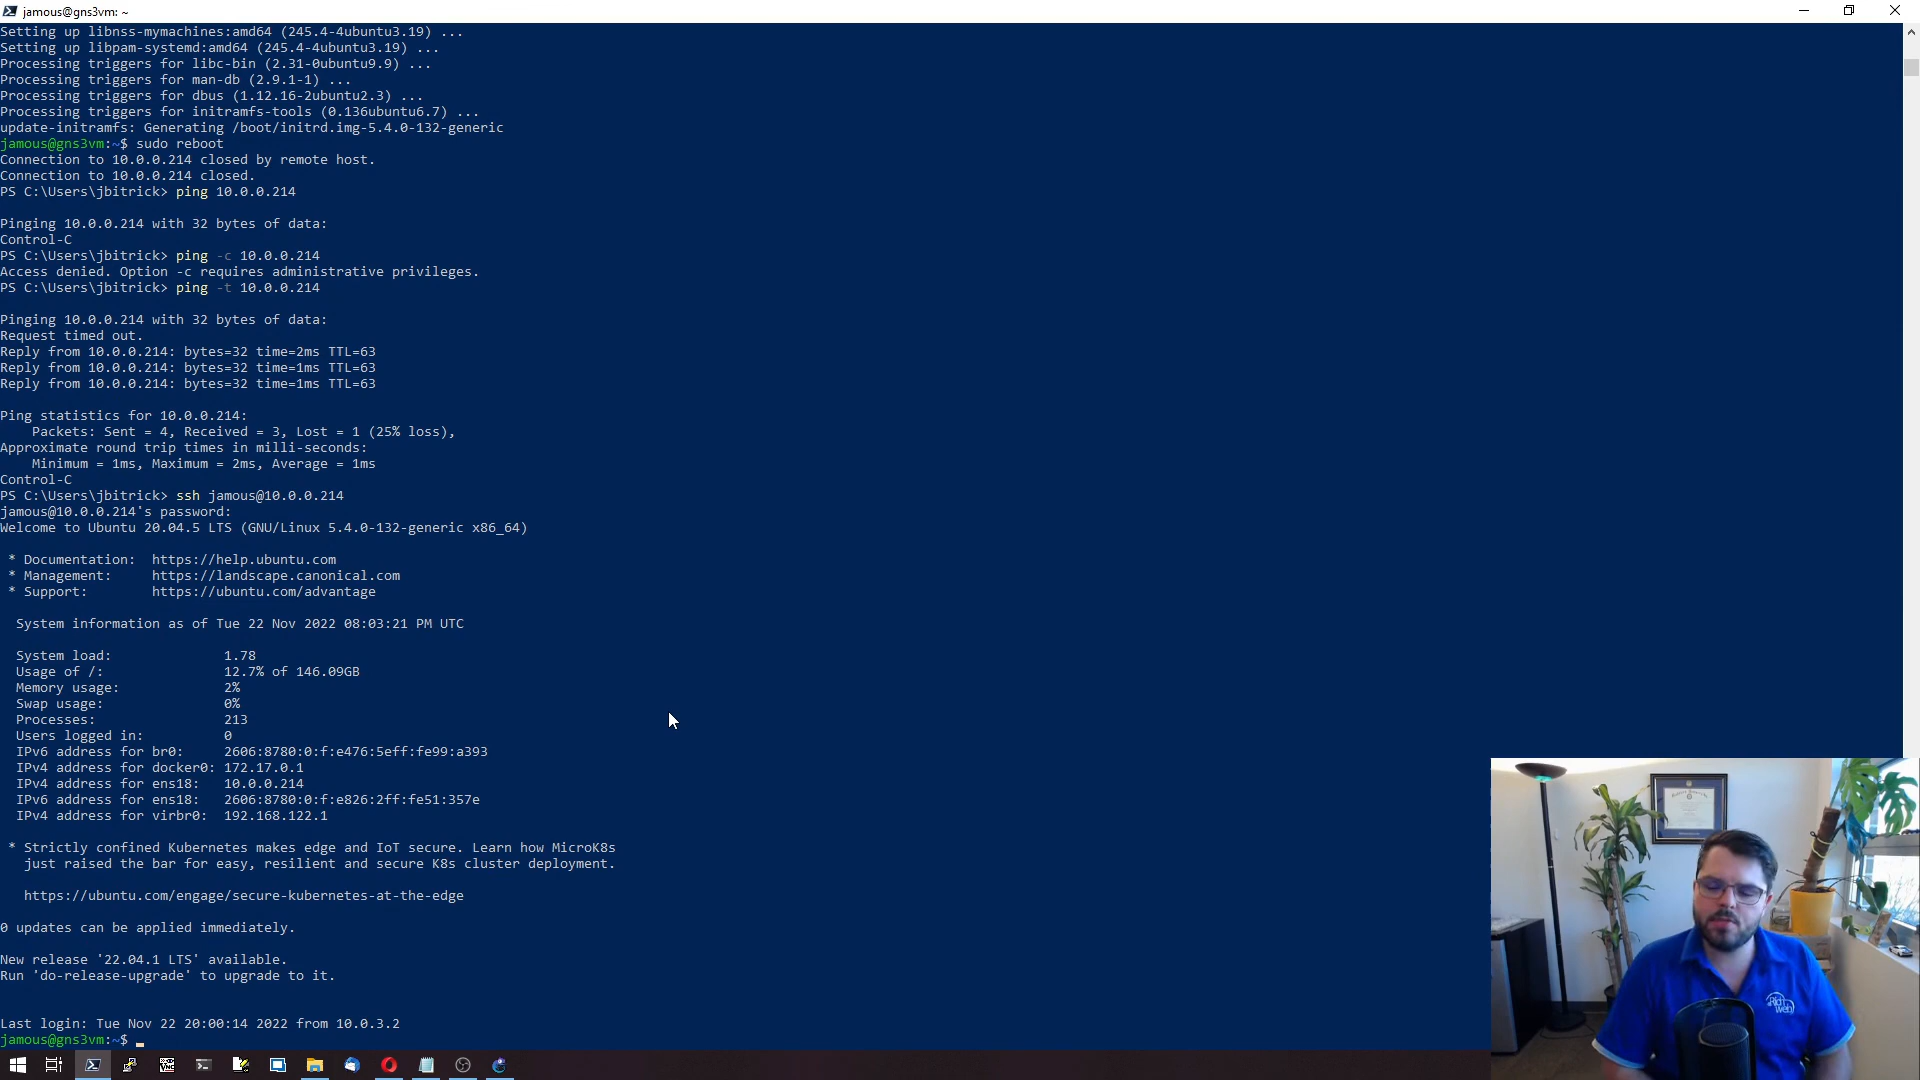 jamous@gns3vm: ~
Setting up libnss-mymachines:amd64 (245.4-4ubuntu3.19) ...
Setting up libpam-systemd:amd64 (245.4-4ubuntu3.19) ...
Processing triggers for libc-bin (2.31-0ubuntu9.9) ...
Processing triggers for man-db (2.9.1-1) ...
Processing triggers for dbus (1.12.16-2ubuntu2.3) ...
Processing triggers for initramfs-tools (0.136ubuntu6.7) ...
update-initramfs: Generating /boot/initrd.img-5.4.0-132-generic
jamous@gns3vm:~$ sudo reboot
Connection to 10.0.0.214 closed by remote host.
Connection to 10.0.0.214 closed.
PS C:\Users\jbitrick> ping 10.0.0.214
Pinging 10.0.0.214 with 32 bytes of data:
Control-C
PS C:\Users\jbitrick> ping -c 10.0.0.214
Access denied. Option -c requires administrative privileges.
PS C:\Users\jbitrick> ping -t 10.0.0.214
Pinging 10.0.0.214 with 32 bytes of data:
Request timed out.
Reply from 10.0.0.214: bytes=32 time=2ms TTL=63
Reply from 10.0.0.214: bytes=32 time=1ms TTL=63
Reply from 10.0.0.214: bytes=32 time=1ms TTL=63
Ping statistics for 10.0.0.214:
    Packets: Sent = 4, Received = 3, Lost = 1 (25% loss),
Approximate round trip times in milli-seconds:
    Minimum = 1ms, Maximum = 2ms, Average = 1ms
Control-C
PS C:\Users\jbitrick> ssh jamous@10.0.0.214
jamous@10.0.0.214's password:
Welcome to Ubuntu 20.04.5 LTS (GNU/Linux 5.4.0-132-generic x86_64)
 * Documentation:  https://help.ubuntu.com
 * Management:     https://landscape.canonical.com
 * Support:        https://ubuntu.com/advantage
  System information as of Tue 22 Nov 2022 08:03:21 PM UTC
  System load:              1.78
  Usage of /:               12.7% of 146.09GB
  Memory usage:             2%
  Swap usage:               0%
  Processes:                213
  Users logged in:          0
  IPv6 address for br0:     2606:8780:0:f:e476:5eff:fe99:a393
  IPv4 address for docker0: 172.17.0.1
  IPv4 address for ens18:   10.0.0.214
  IPv6 address for ens18:   2606:8780:0:f:e826:2ff:fe51:357e
  IPv4 address for virbr0:  192.168.122.1
 * Strictly confined Kubernetes makes edge and IoT secure. Learn how MicroK8s
   just raised the bar for easy, resilient and secure K8s cluster deployment.
   https://ubuntu.com/engage/secure-kubernetes-at-the-edge
0 updates can be applied immediately.
New release '22.04.1 LTS' available.
Run 'do-release-upgrade' to upgrade to it.
Last login: Tue Nov 22 20:00:14 2022 from 10.0.3.2
jamous@gns3vm:~$